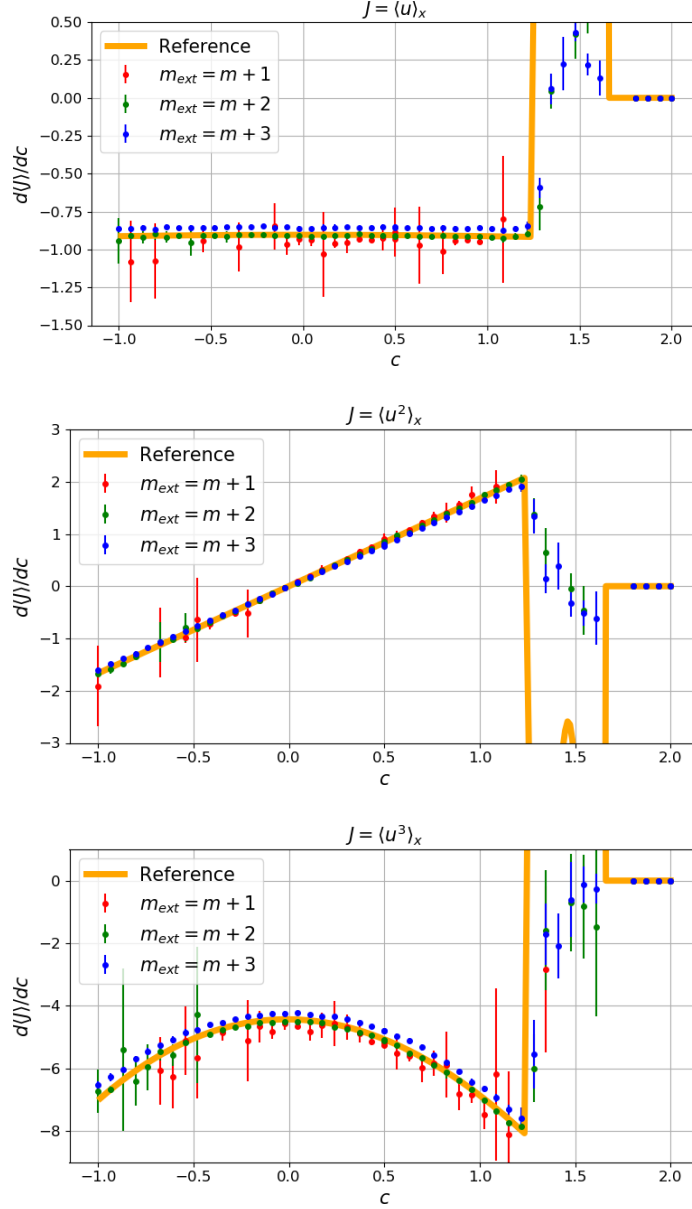 J = ⟨u⟩ₓ
0.50
0.25
0.00
−0.25
−0.50
−0.75
−1.00
−1.25
−1.50
d⟨J⟩/dc
Reference
m_ext = m + 1
m_ext = m + 2
m_ext = m + 3
−1.0 −0.5 0.0 0.5 1.0 1.5 2.0
c
J = ⟨u²⟩ₓ
3
2
1
0
−1
−2
−3
d⟨J⟩/dc
Reference
m_ext = m + 1
m_ext = m + 2
m_ext = m + 3
−1.0 −0.5 0.0 0.5 1.0 1.5 2.0
c
J = ⟨u³⟩ₓ
0
−2
−4
−6
−8
d⟨J⟩/dc
Reference
m_ext = m + 1
m_ext = m + 2
m_ext = m + 3
−1.0 −0.5 0.0 0.5 1.0 1.5 2.0
c